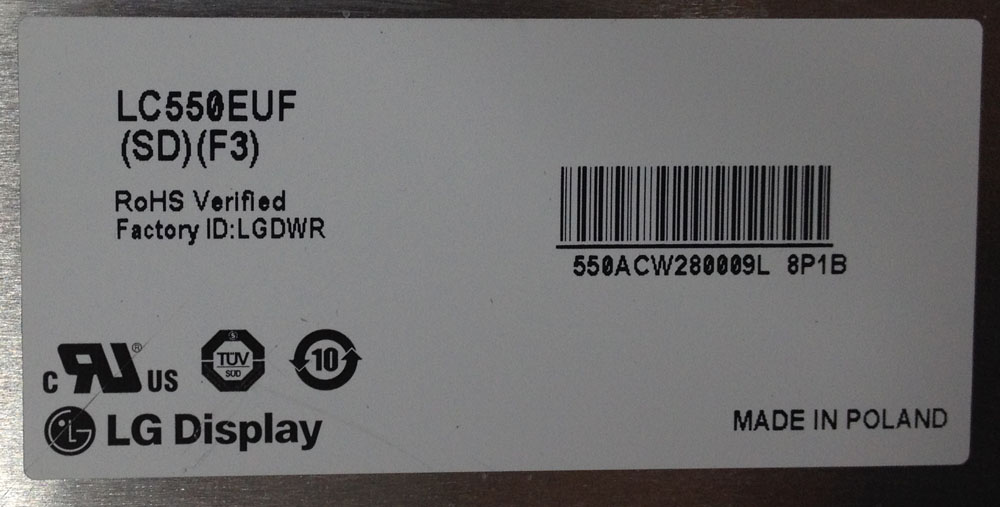 LC550EUF
(SD)(F3)
RoHS Verified
Factory ID:LGDWR
550ACW280009L 8P1B
c RU ® US
TÜV
SÜD
10
LG Display
MADE IN POLAND